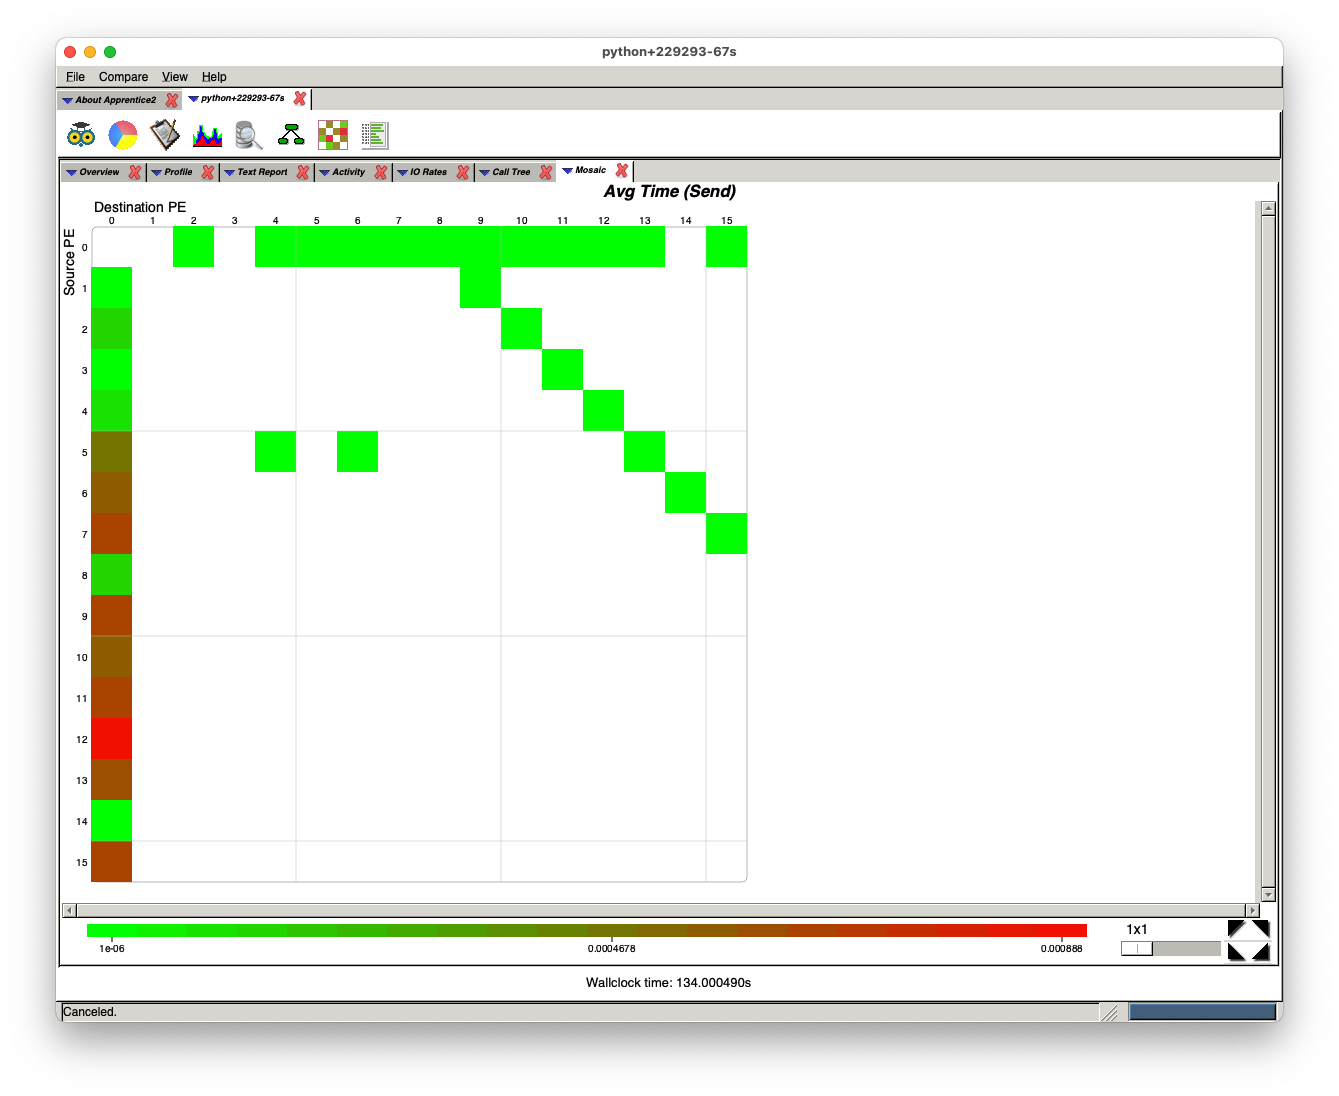 python+229293-67s
File Compare View Help
About Apprentice2 python+229293-67s
Overview Profile Text Report Activity IO Rates Call Tree Mosaic
Avg Time (Send)
Destination PE
0 1 2 3 4 5 6 7 8 9 10 11 12 13 14 15
Source PE
0
1
2
3
4
5
6
7
8
9
10
11
12
13
14
15
1e-06 0.0004678 0.000888
1x1
Wallclock time: 134.000490s
Canceled.